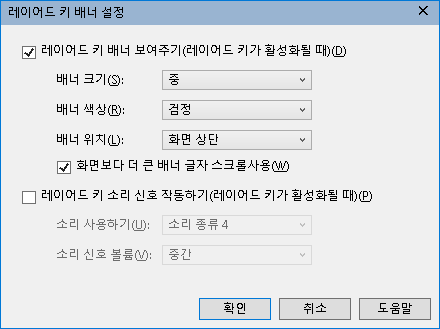 레이어드 키 배너 설정
레이어드 키 배너 보여주기(레이어드 키가 활성화될 때)(D)
배너 크기(S): 중
배너 색상(R): 검정
배너 위치(L): 화면 상단
화면보다 더 큰 배너 글자 스크롤사용(W)
레이어드 키 소리 신호 작동하기(레이어드 키가 활성화될 때)(P)
소리 사용하기(U): 소리 종류 4
소리 신호 볼륨(V): 중간
확인 취소 도움말